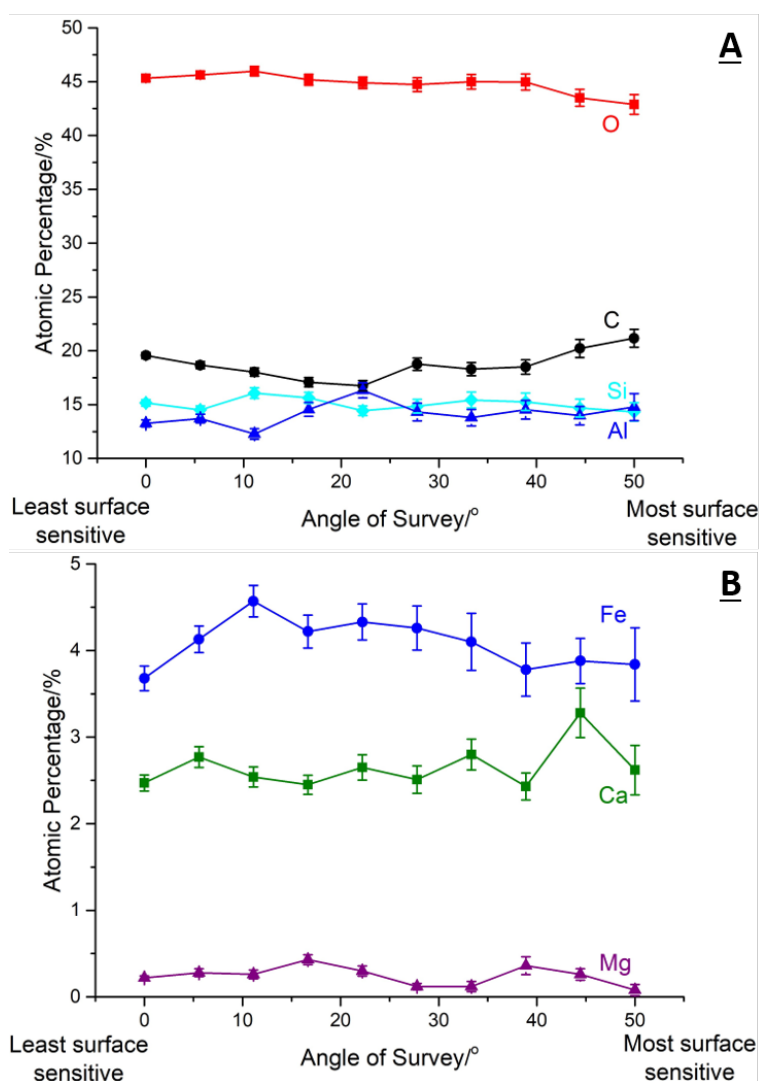 A
50
45
40
35
30
25
20
15
10
Atomic Percentage/%
O
C
Si
Al
0 10 20 30 40 50
Least surface sensitive
Angle of Survey/°
Most surface sensitive
B
5
4
3
2
1
0
Atomic Percentage/%
Fe
Ca
Mg
0 10 20 30 40 50
Least surface sensitive
Angle of Survey/°
Most surface sensitive